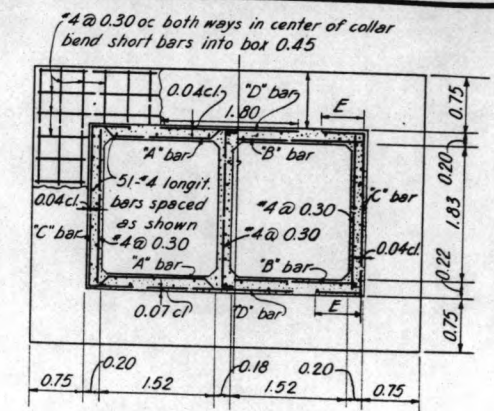 #4 @ 0.30 oc both ways in center of collar
bend short bars into box 0.45
0.04cl.
"D" bar
E
1.80
0.75
"A" bar
"B" bar
0.20
51-#4 longit.
bars spaced
as shown
0.04cl.
"C" bar
#4 @ 0.30
1.83
"C" bar
#4 @ 0.30
#4 @ 0.30
0.04cl.
"A" bar
"B" bar
0.22
0.07 cl
"D" bar
E
0.75
0.20
0.18
0.20
0.75
1.52
1.52
0.75